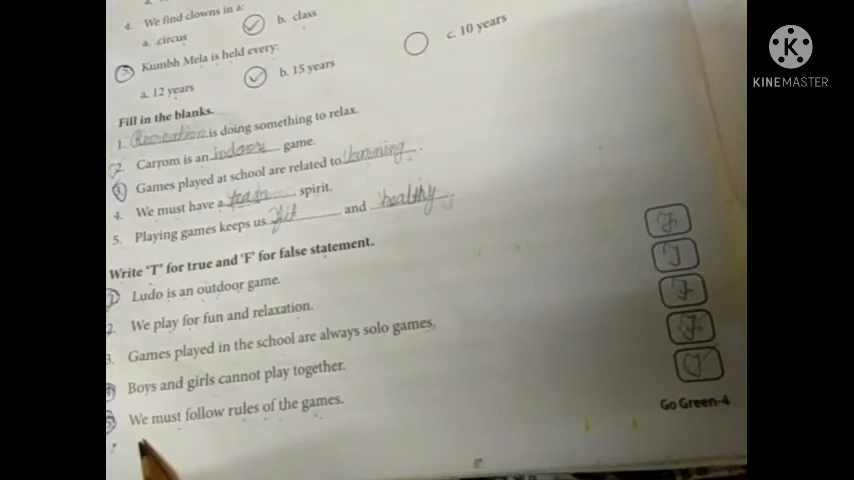 4. We find clowns in a:
a. circus b. class
5. Kumbh Mela is held every:
a. 12 years b. 15 years c. 10 years
Fill in the blanks.
1. Recreation is doing something to relax.
2. Carrom is an indoor game.
3. Games played at school are related to learning.
4. We must have a team spirit.
5. Playing games keeps us fit and healthy
Write 'T' for true and 'F' for false statement.
1. Ludo is an outdoor game. F
2. We play for fun and relaxation. T
3. Games played in the school are always solo games. F
4. Boys and girls cannot play together. F
5. We must follow rules of the games. T
Go Green-4
KINEMASTER